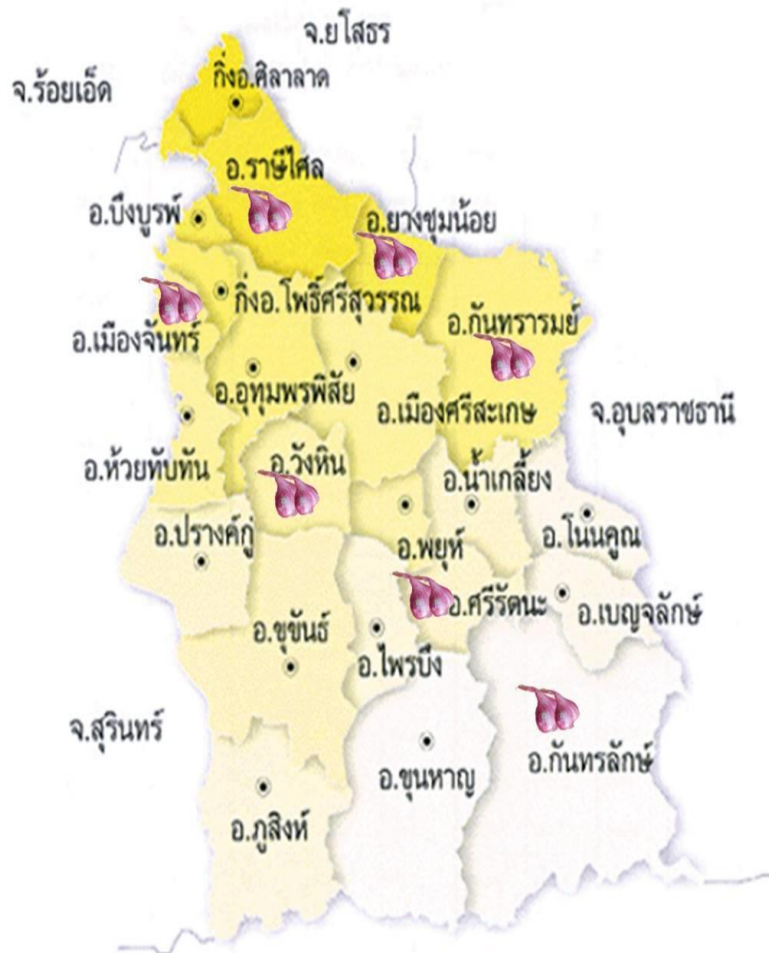 จ.ยโสธร
กิ่งอ.ศิลาลาด
จ.ร้อยเอ็ด
อ.ราษีไศล
อ.บึงบูรพ์
อ.ยางชุมน้อย
กิ่งอ.โพธิ์ศรีสุวรรณ
อ.กันทรารมย์
อ.เมืองจันทร์
อ.อุทุมพรพิสัย
อ.เมืองศรีสะเกษ
จ.อุบลราชธานี
อ.ห้วยทับทัน
อ.วังหิน
อ.น้ำเกลี้ยง
อ.ปรางค์กู่
อ.พยุห์
อ.โนนคูณ
อ.ศรีรัตนะ
อ.เบญจลักษ์
อ.ขุขันธ์
อ.ไพรบึง
จ.สุรินทร์
อ.ขุนหาญ
อ.กันทรลักษ์
อ.ภูสิงห์